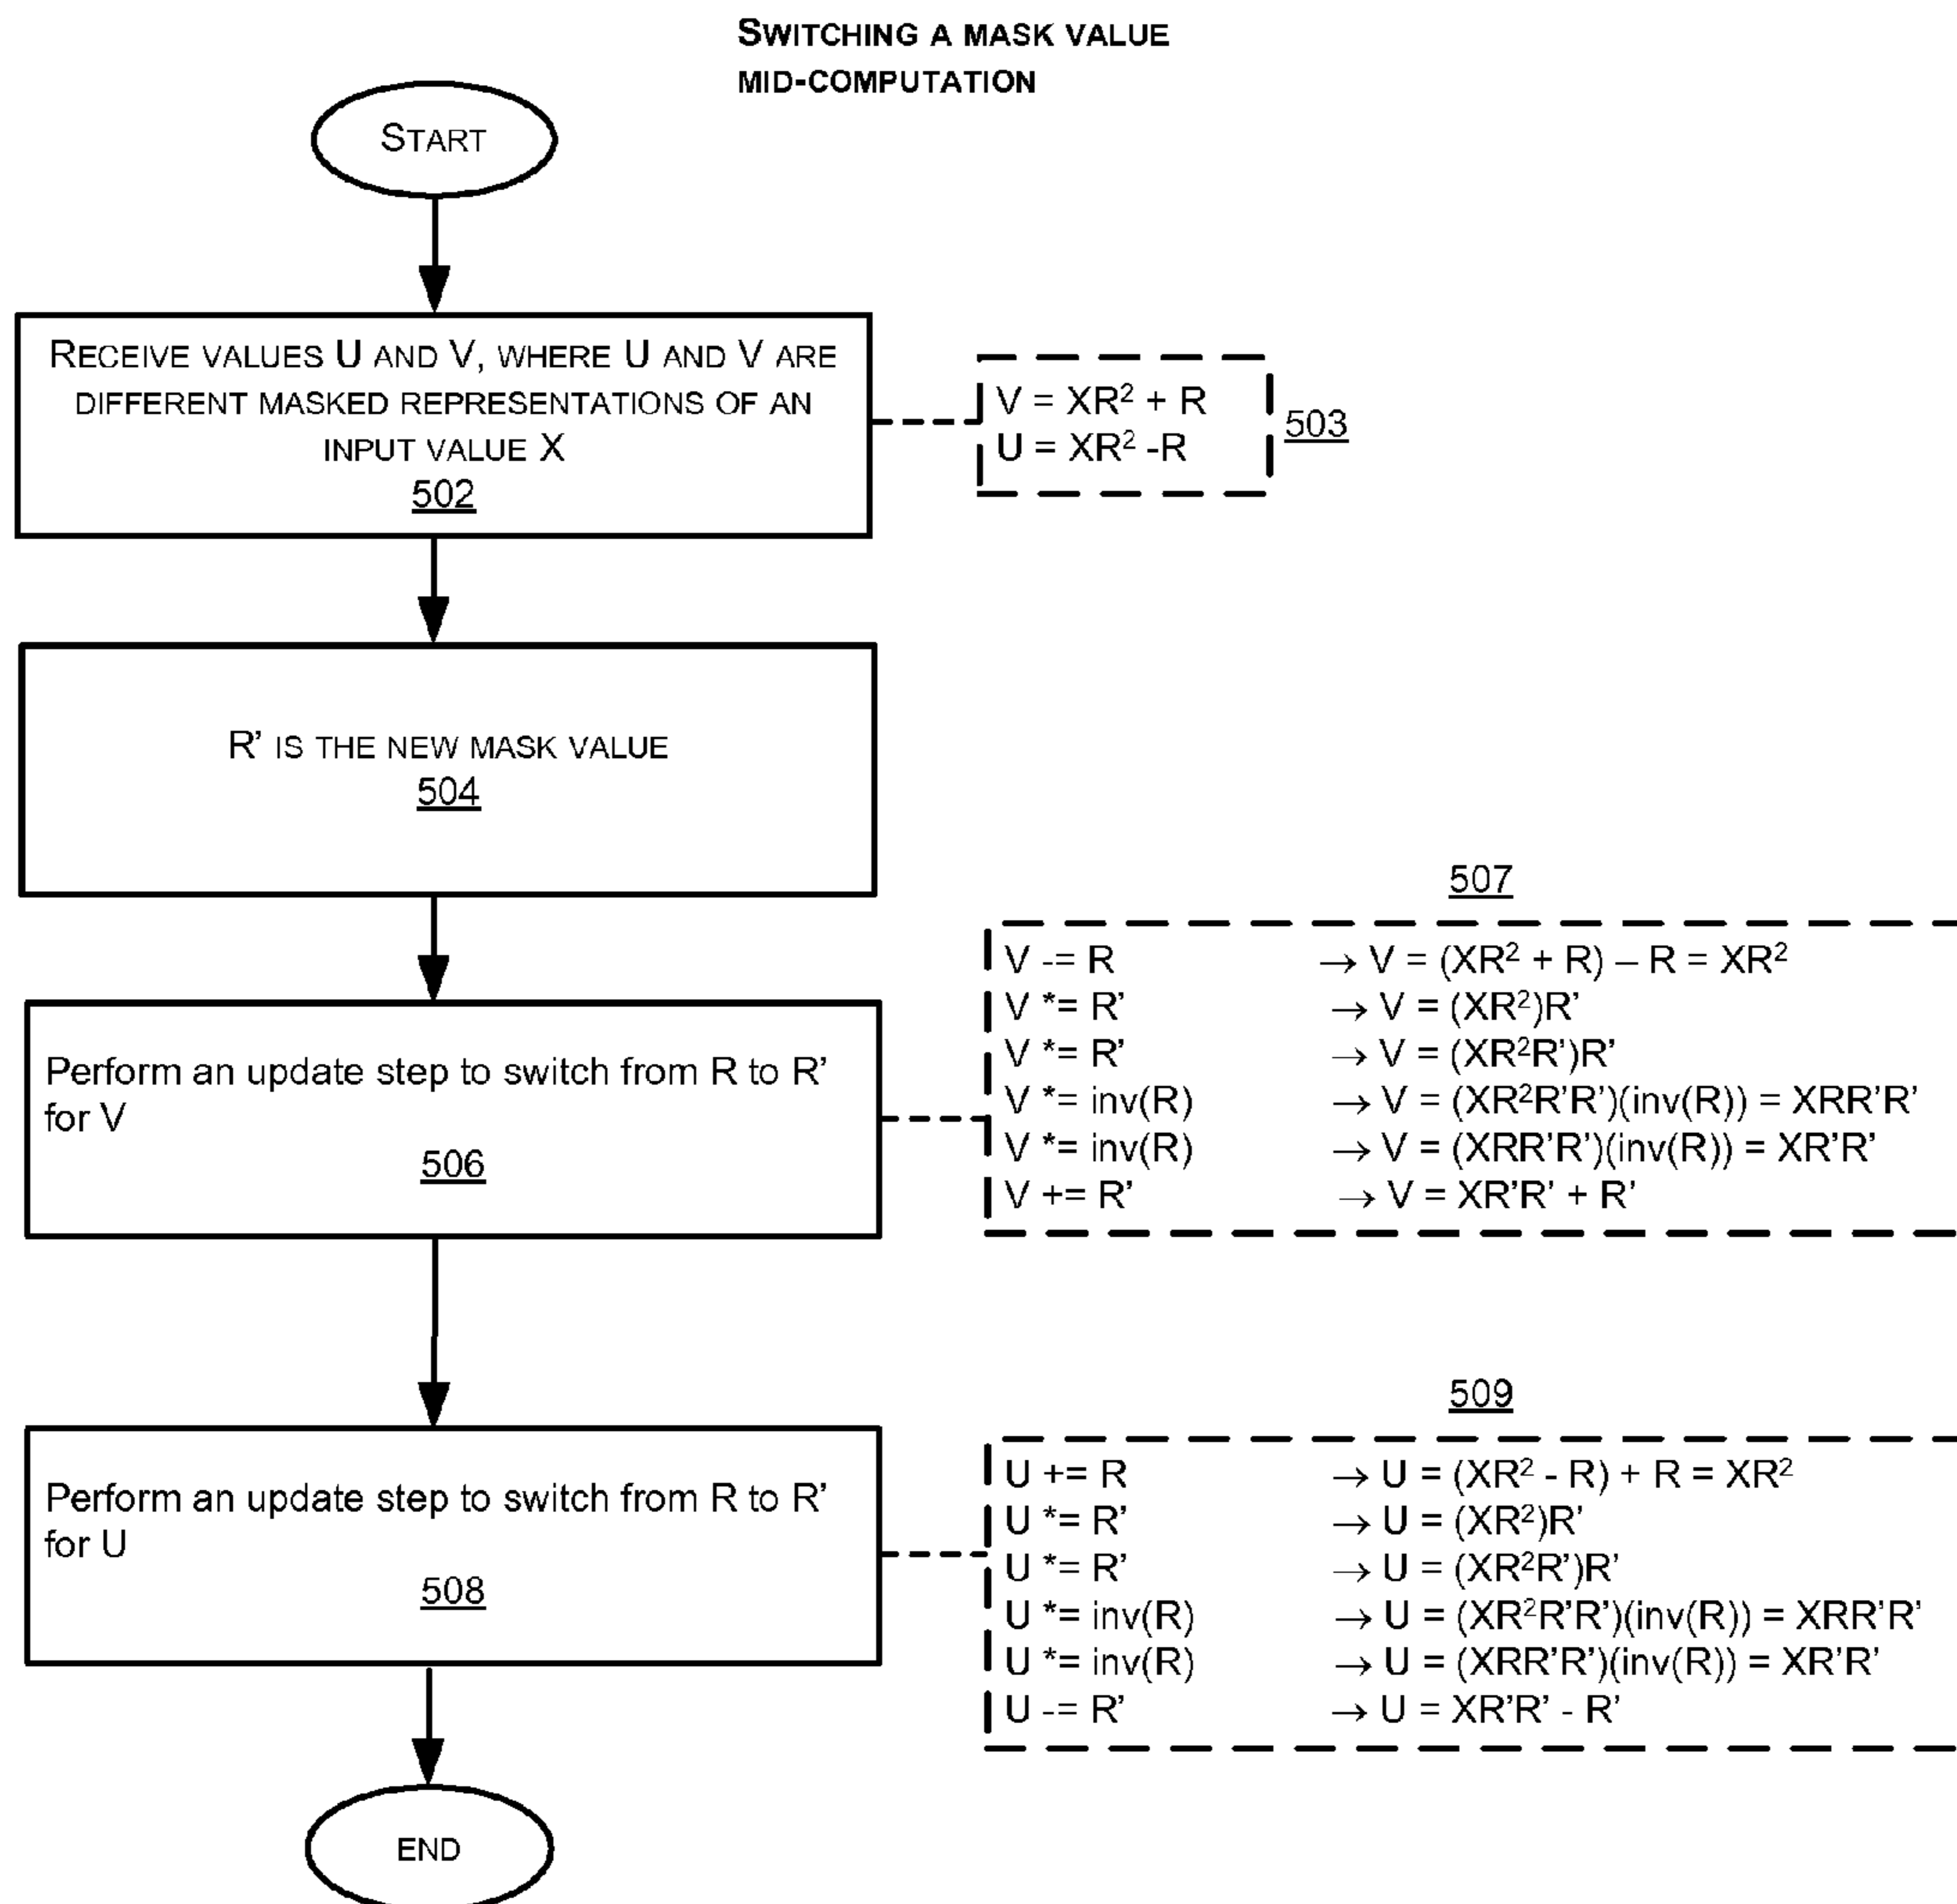 SWITCHING A MASK VALUE
MID-COMPUTATION
START
RECEIVE VALUES U AND V, WHERE U AND V ARE
DIFFERENT MASKED REPRESENTATIONS OF AN
INPUT VALUE X
502
V = XR² + R
U = XR² -R
503
R' IS THE NEW MASK VALUE
504
507
Perform an update step to switch from R to R'
for V
506
V -= R → V = (XR² + R) – R = XR²
V *= R' → V = (XR²)R'
V *= R' → V = (XR²R')R'
V *= inv(R) → V = (XR²R'R')(inv(R)) = XRR'R'
V *= inv(R) → V = (XRR'R')(inv(R)) = XR'R'
V += R' → V = XR'R' + R'
509
Perform an update step to switch from R to R'
for U
508
U += R → U = (XR² - R) + R = XR²
U *= R' → U = (XR²)R'
U *= R' → U = (XR²R')R'
U *= inv(R) → U = (XR²R'R')(inv(R)) = XRR'R'
U *= inv(R) → U = (XRR'R')(inv(R)) = XR'R'
U -= R' → U = XR'R' - R'
END